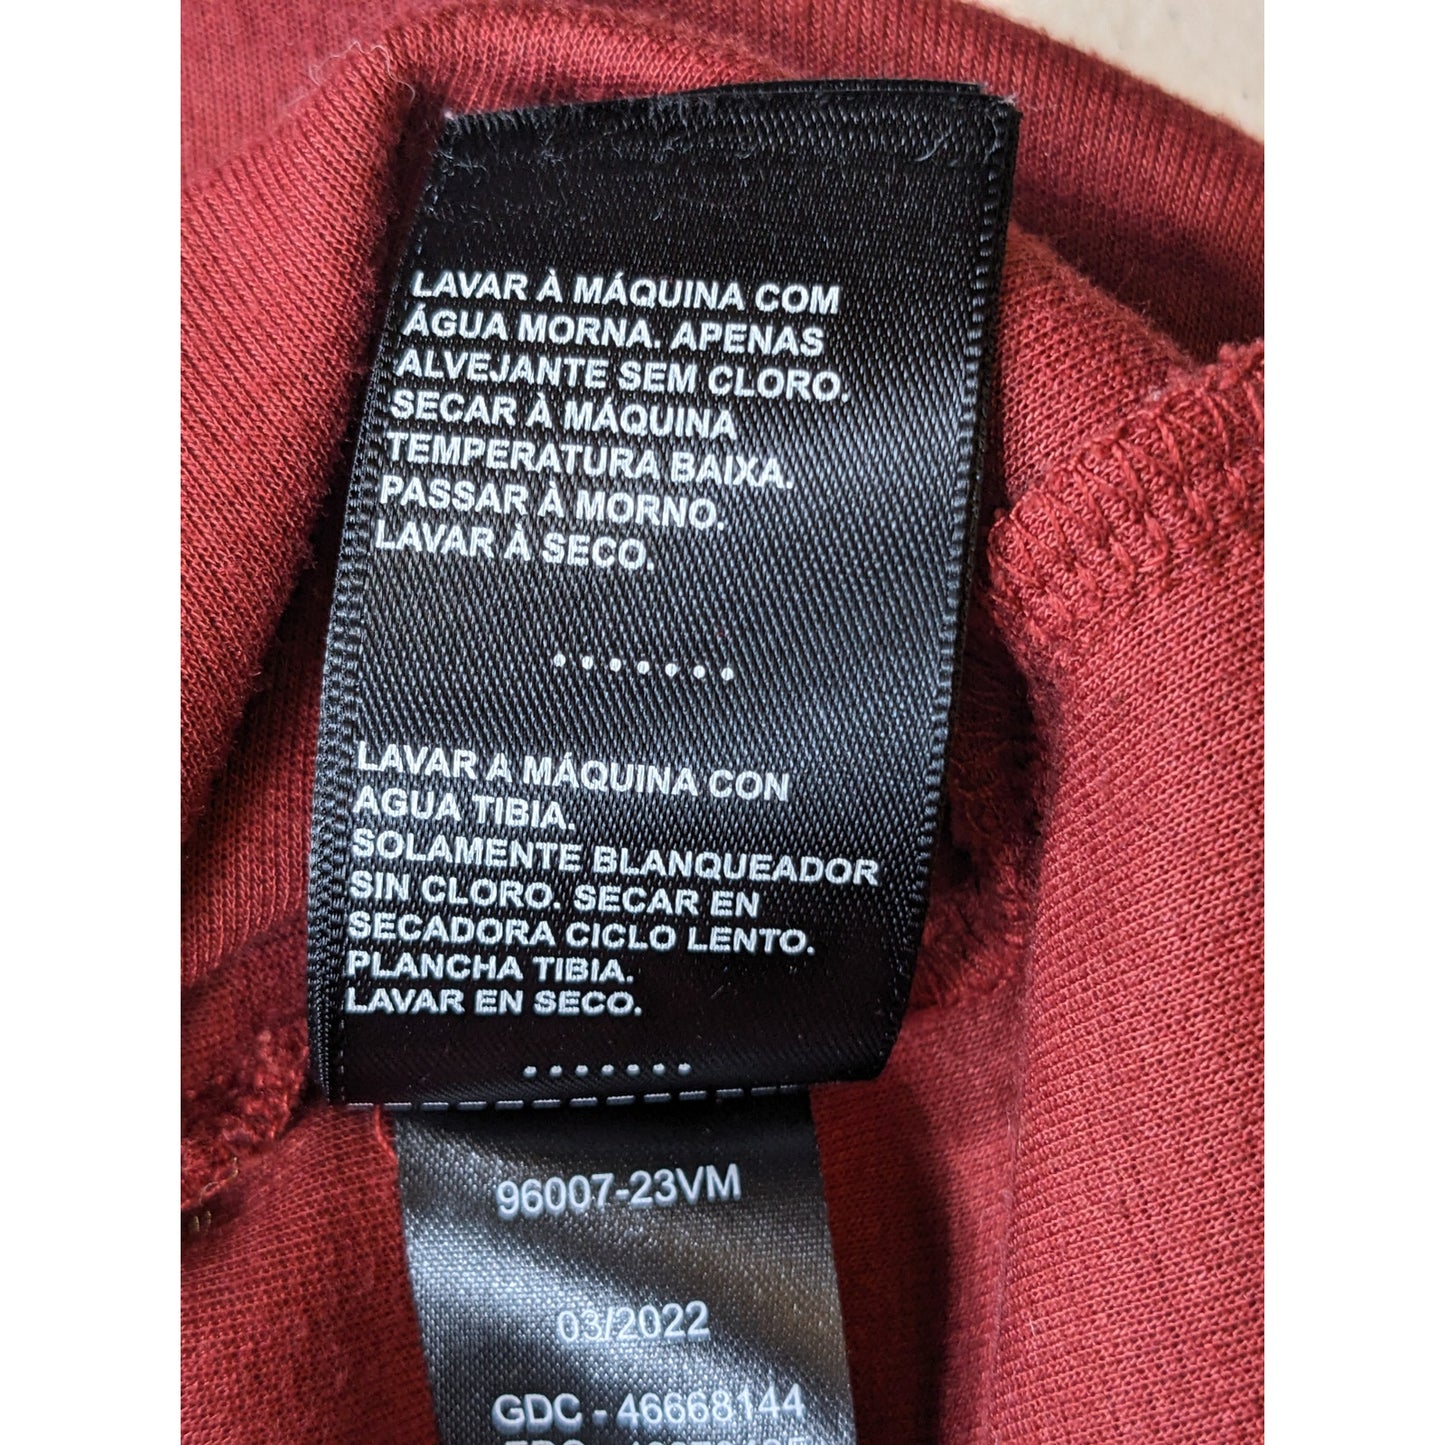 LAVAR À MÁQUINA COM
ÁGUA MORNA. APENAS
ALVEJANTE SEM CLORO.
SECAR À MÁQUINA
TEMPERATURA BAIXA.
PASSAR À MORNO.
LAVAR À SECO.
.......
LAVAR A MÁQUINA CON
AGUA TIBIA.
SOLAMENTE BLANQUEADOR
SIN CLORO. SECAR EN
SECADORA CICLO LENTO.
PLANCHA TIBIA.
LAVAR EN SECO.
.......
96007-23VM
03/2022
GDC - 46668144